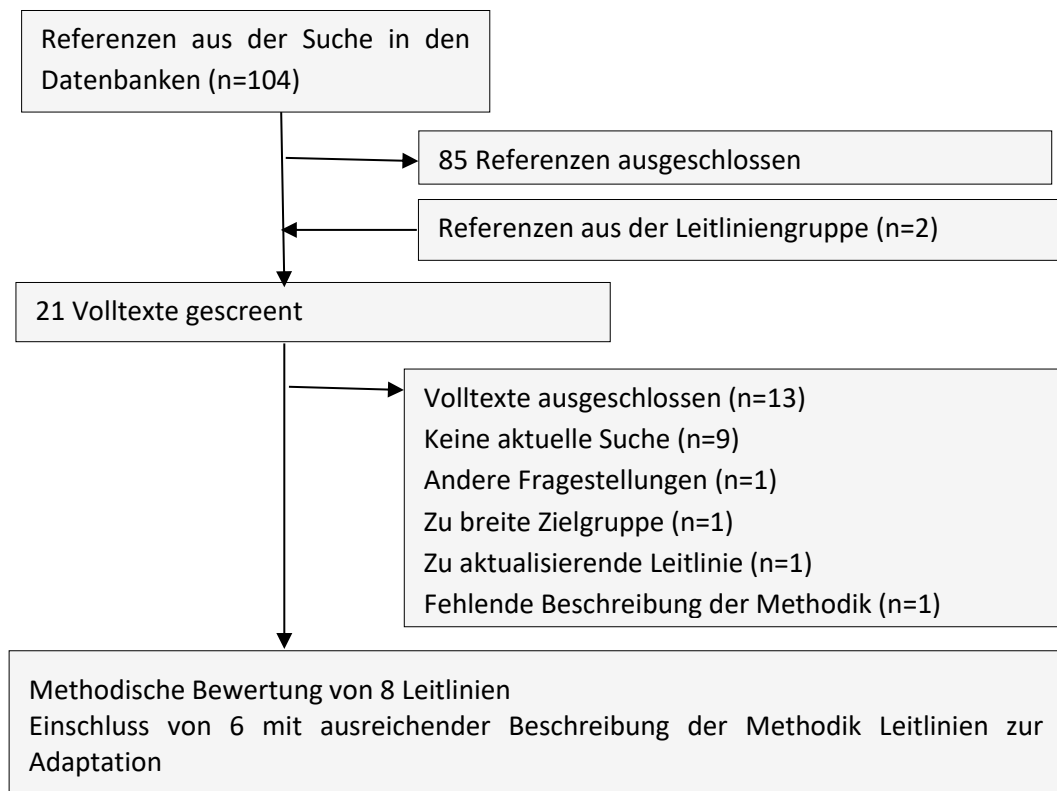 Referenzen aus der Suche in den
Datenbanken (n=104)
85 Referenzen ausgeschlossen
Referenzen aus der Leitliniengruppe (n=2)
21 Volltexte gescreent
Volltexte ausgeschlossen (n=13)
Keine aktuelle Suche (n=9)
Andere Fragestellungen (n=1)
Zu breite Zielgruppe (n=1)
Zu aktualisierende Leitlinie (n=1)
Fehlende Beschreibung der Methodik (n=1)
Methodische Bewertung von 8 Leitlinien
Einschluss von 6 mit ausreichender Beschreibung der Methodik Leitlinien zur
Adaptation